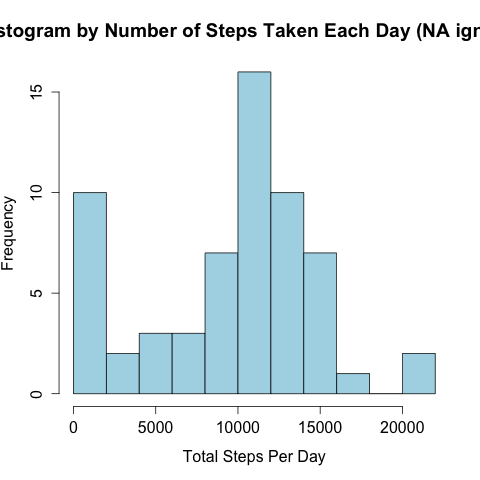 stogram by Number of Steps Taken Each Day (NA ign
15
10
5
0
Frequency
0 5000 10000 15000 20000
Total Steps Per Day